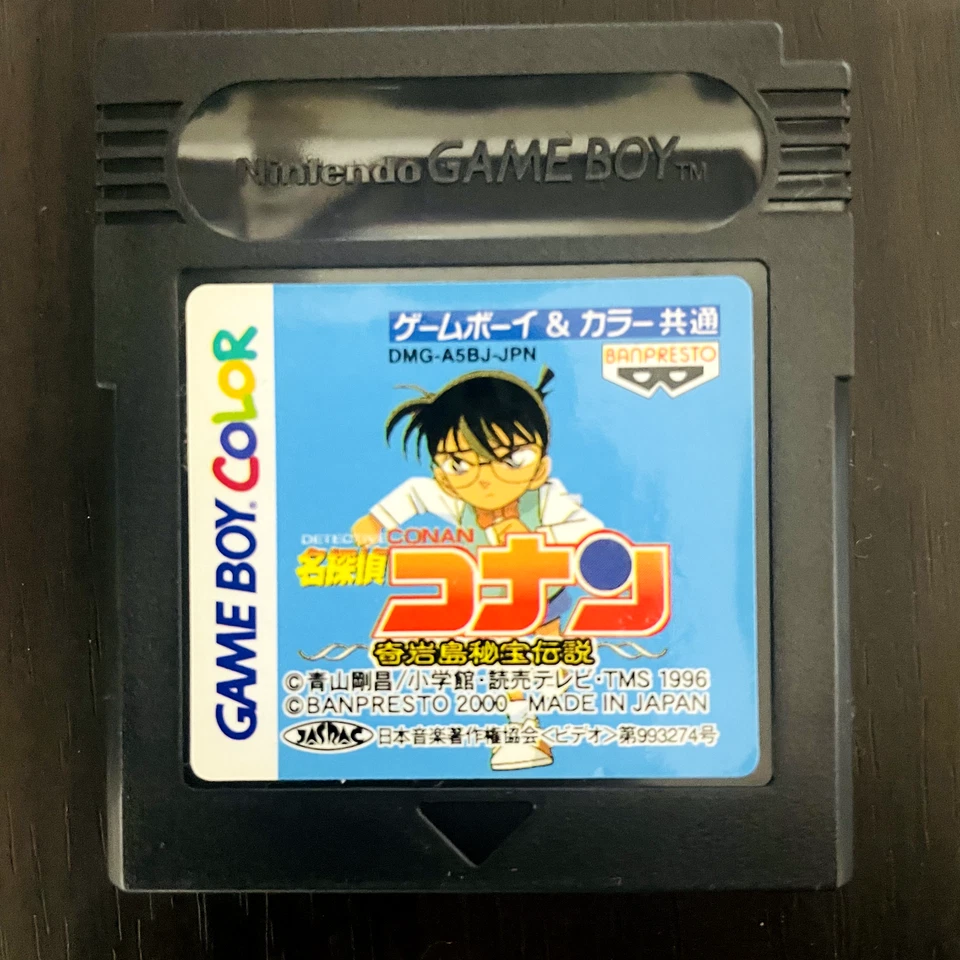 Nintendo GAME BOY™
GAME BOY COLOR
ゲームボーイ & カラー共通
DMG-A5BJ-JPN
BANPRESTO
DETECTIVE CONAN
名探偵
コナン
奇岩島秘宝伝説
©青山剛昌/小学館・読売テレビ・TMS 1996
©BANPRESTO 2000 MADE IN JAPAN
JASRAC 日本音楽著作権協会<ビデオ>第993274号